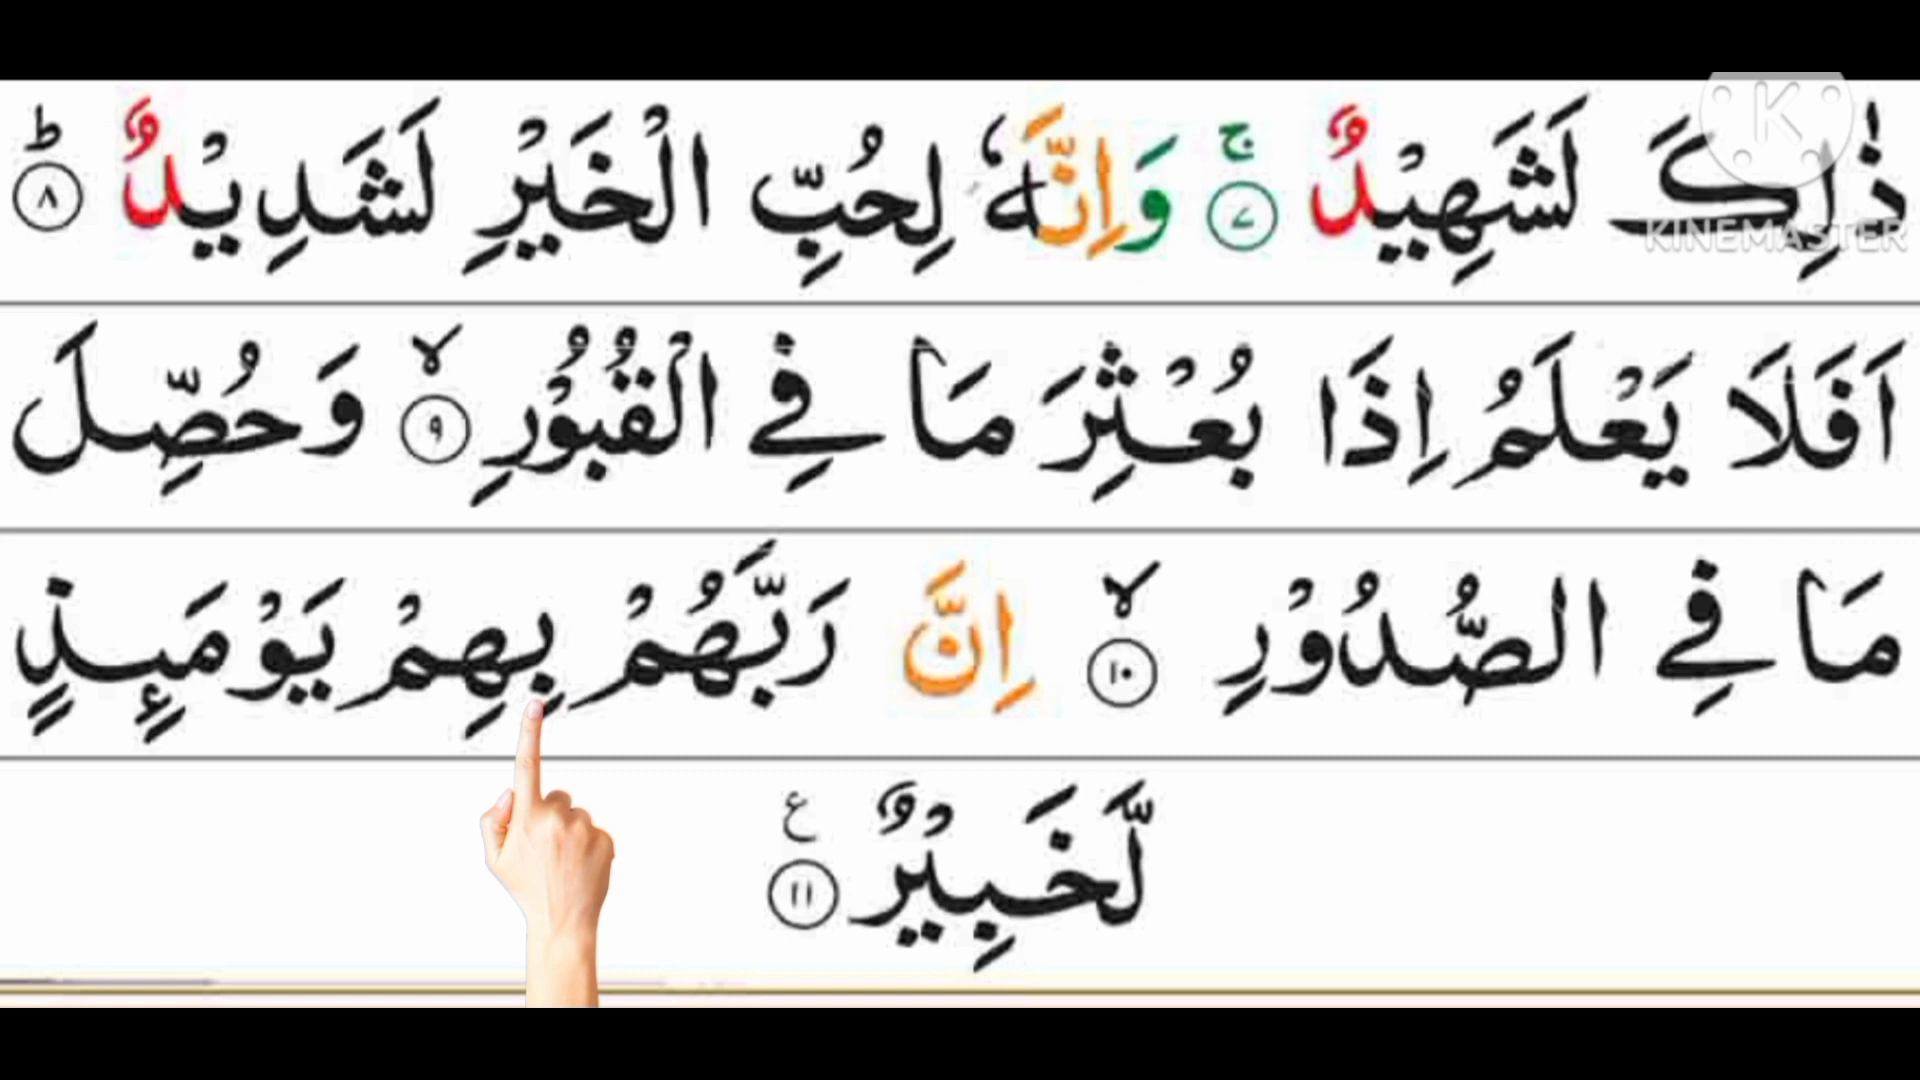 ذٰلِكَ لَشَهِيْدٌ ۚ ﴿٧﴾ وَاِنَّهٗ لِحُبِّ الْخَيْرِ لَشَدِيْدٌ ؕ ﴿٨﴾
اَفَلَا يَعْلَمُ اِذَا بُعْثِرَ مَا فِي الْقُبُوْرِ ۙ ﴿٩﴾ وَحُصِّلَ
مَا فِي الصُّدُوْرِ ۙ ﴿١٠﴾ اِنَّ رَبَّهُمْ بِهِمْ يَوْمَىِٕذٍ
لَّخَبِيْرٌ ع ﴿١١﴾
KINEMASTER